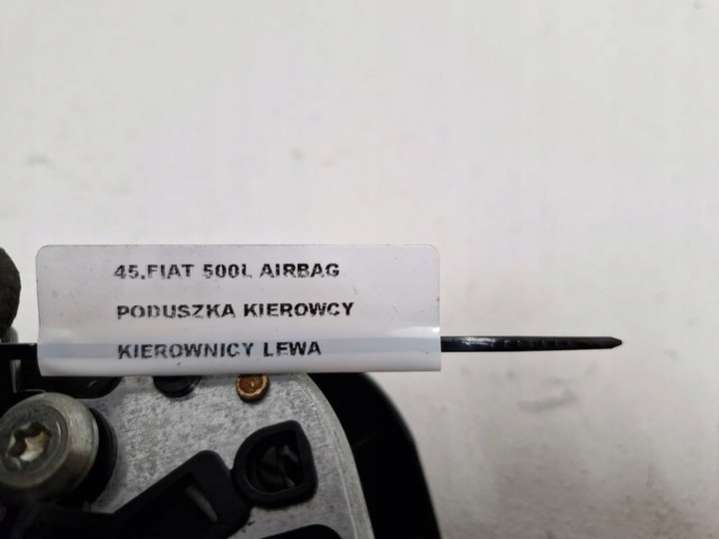 45.FIAT 500L AIRBAG
PODUSZKA KIEROWCY
KIEROWNICY LEWA